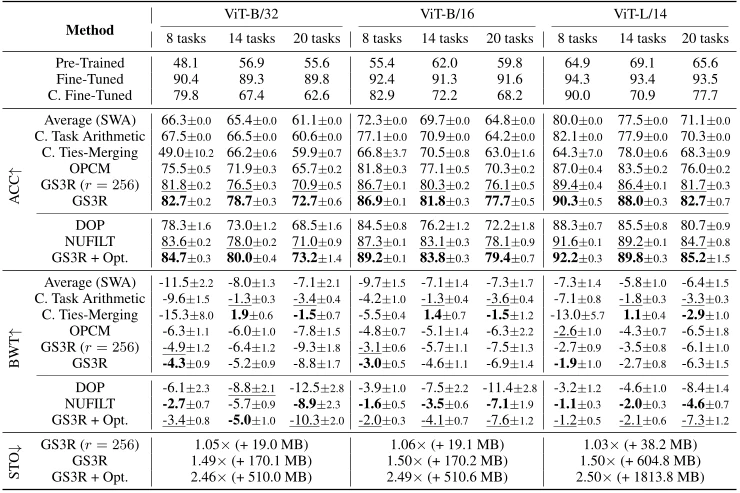 Method ViT-B/32 ViT-B/16 ViT-L/14
8 tasks 14 tasks 20 tasks 8 tasks 14 tasks 20 tasks 8 tasks 14 tasks 20 tasks
Pre-Trained 48.1 56.9 55.6 55.4 62.0 59.8 64.9 69.1 65.6
Fine-Tuned 90.4 89.3 89.8 92.4 91.3 91.6 94.3 93.4 93.5
C. Fine-Tuned 79.8 67.4 62.6 82.9 72.2 68.2 90.0 70.9 77.7
ACC↑
Average (SWA) 66.3±0.0 65.4±0.0 61.1±0.0 72.3±0.0 69.7±0.0 64.8±0.0 80.0±0.0 77.5±0.0 71.1±0.0
C. Task Arithmetic 67.5±0.0 66.5±0.0 60.6±0.0 77.1±0.0 70.9±0.0 64.2±0.0 82.1±0.0 77.9±0.0 70.3±0.0
C. Ties-Merging 49.0±10.2 66.2±0.6 59.9±0.7 66.8±3.7 70.5±0.8 63.0±1.6 64.3±7.0 78.0±0.6 68.3±0.9
OPCM 75.5±0.5 71.9±0.3 65.7±0.2 81.8±0.3 77.1±0.5 70.3±0.2 87.0±0.4 83.5±0.2 76.0±0.2
GS3R (r = 256) 81.8±0.2 76.5±0.3 70.9±0.5 86.7±0.1 80.3±0.2 76.1±0.5 89.4±0.4 86.4±0.1 81.7±0.3
GS3R 82.7±0.2 78.7±0.3 72.7±0.6 86.9±0.1 81.8±0.3 77.7±0.5 90.3±0.5 88.0±0.3 82.7±0.7
DOP 78.3±1.6 73.0±1.2 68.5±1.6 84.5±0.8 76.2±1.2 72.2±1.8 88.3±0.7 85.5±0.8 80.7±0.9
NUFILT 83.6±0.2 78.0±0.2 71.0±0.9 87.3±0.1 83.1±0.3 78.1±0.9 91.6±0.1 89.2±0.1 84.7±0.8
GS3R + Opt. 84.7±0.3 80.0±0.4 73.2±1.4 89.2±0.1 83.8±0.2 79.4±0.7 92.2±0.3 89.8±0.3 85.2±1.5
BWT↑
Average (SWA) -11.5±2.2 -8.0±1.3 -7.1±2.1 -9.7±1.5 -7.1±1.4 -7.3±1.7 -7.3±1.4 -5.8±1.0 -6.4±1.5
C. Task Arithmetic -9.6±1.5 -1.3±0.3 -3.4±0.4 -4.2±1.0 -1.3±0.4 -3.6±0.4 -7.1±0.8 -1.8±0.3 -3.3±0.3
C. Ties-Merging -15.3±8.0 1.9±0.6 -1.5±0.7 -5.5±0.4 1.4±0.7 -1.5±1.2 -13.0±5.7 1.1±0.4 -2.9±1.0
OPCM -6.3±1.1 -6.0±1.0 -7.8±1.5 -4.8±0.7 -5.1±1.4 -6.3±2.2 -2.6±1.0 -4.3±0.7 -6.5±1.8
GS3R (r = 256) -4.9±1.2 -6.4±1.2 -9.3±1.8 -3.1±0.6 -5.7±1.1 -7.5±1.3 -2.7±0.9 -3.5±0.8 -6.1±1.0
GS3R -4.3±0.9 -5.2±0.9 -8.8±1.7 -3.0±0.5 -4.6±1.1 -6.9±1.4 -1.9±1.0 -2.7±0.8 -6.3±1.5
DOP -6.1±2.3 -8.8±2.1 -12.5±2.8 -3.9±1.0 -7.5±2.2 -11.4±2.8 -3.2±1.2 -4.6±1.0 -8.4±1.4
NUFILT -2.7±0.7 -5.7±0.9 -8.9±2.3 -1.6±0.5 -3.5±0.6 -7.1±1.9 -1.1±0.3 -2.0±0.3 -4.6±0.7
GS3R + Opt. -3.4±0.8 -5.0±1.0 -10.3±2.0 -2.0±0.3 -4.1±0.7 -7.6±1.2 -1.2±0.5 -2.1±0.6 -7.3±1.2
STO↓
GS3R (r = 256) 1.05× (+ 19.0 MB) 1.06× (+ 19.1 MB) 1.03× (+ 38.2 MB)
GS3R 1.49× (+ 170.1 MB) 1.50× (+ 170.2 MB) 1.50× (+ 604.8 MB)
GS3R + Opt. 2.46× (+ 510.0 MB) 2.49× (+ 510.6 MB) 2.50× (+ 1813.8 MB)